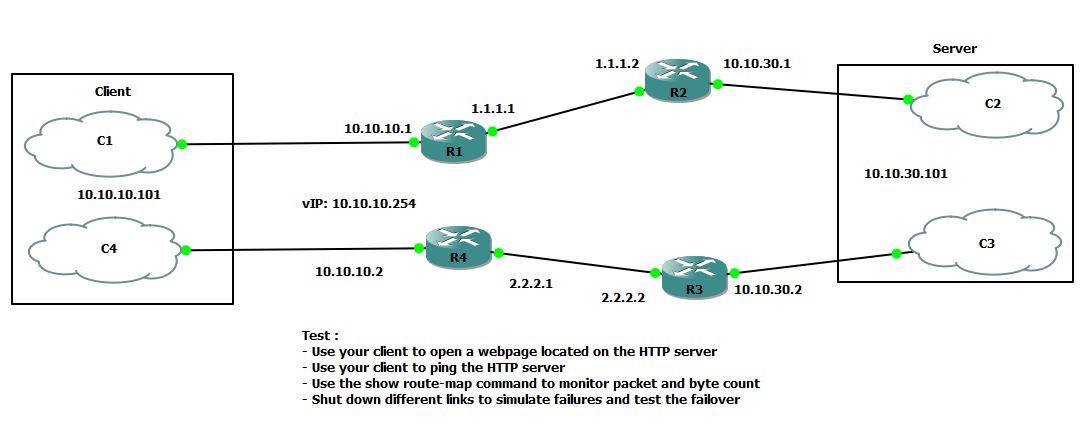 Server
1.1.1.2
10.10.30.1
Client
R2
C2
1.1.1.1
C1
10.10.10.1
R1
10.10.30.101
10.10.10.101
vIP: 10.10.10.254
C4
R4
C3
10.10.10.2
2.2.2.1
R3
10.10.30.2
2.2.2.2
Test :
- Use your client to open a webpage located on the HTTP server
- Use your client to ping the HTTP server
- Use the show route-map command to monitor packet and byte count
- Shut down different links to simulate failures and test the failover